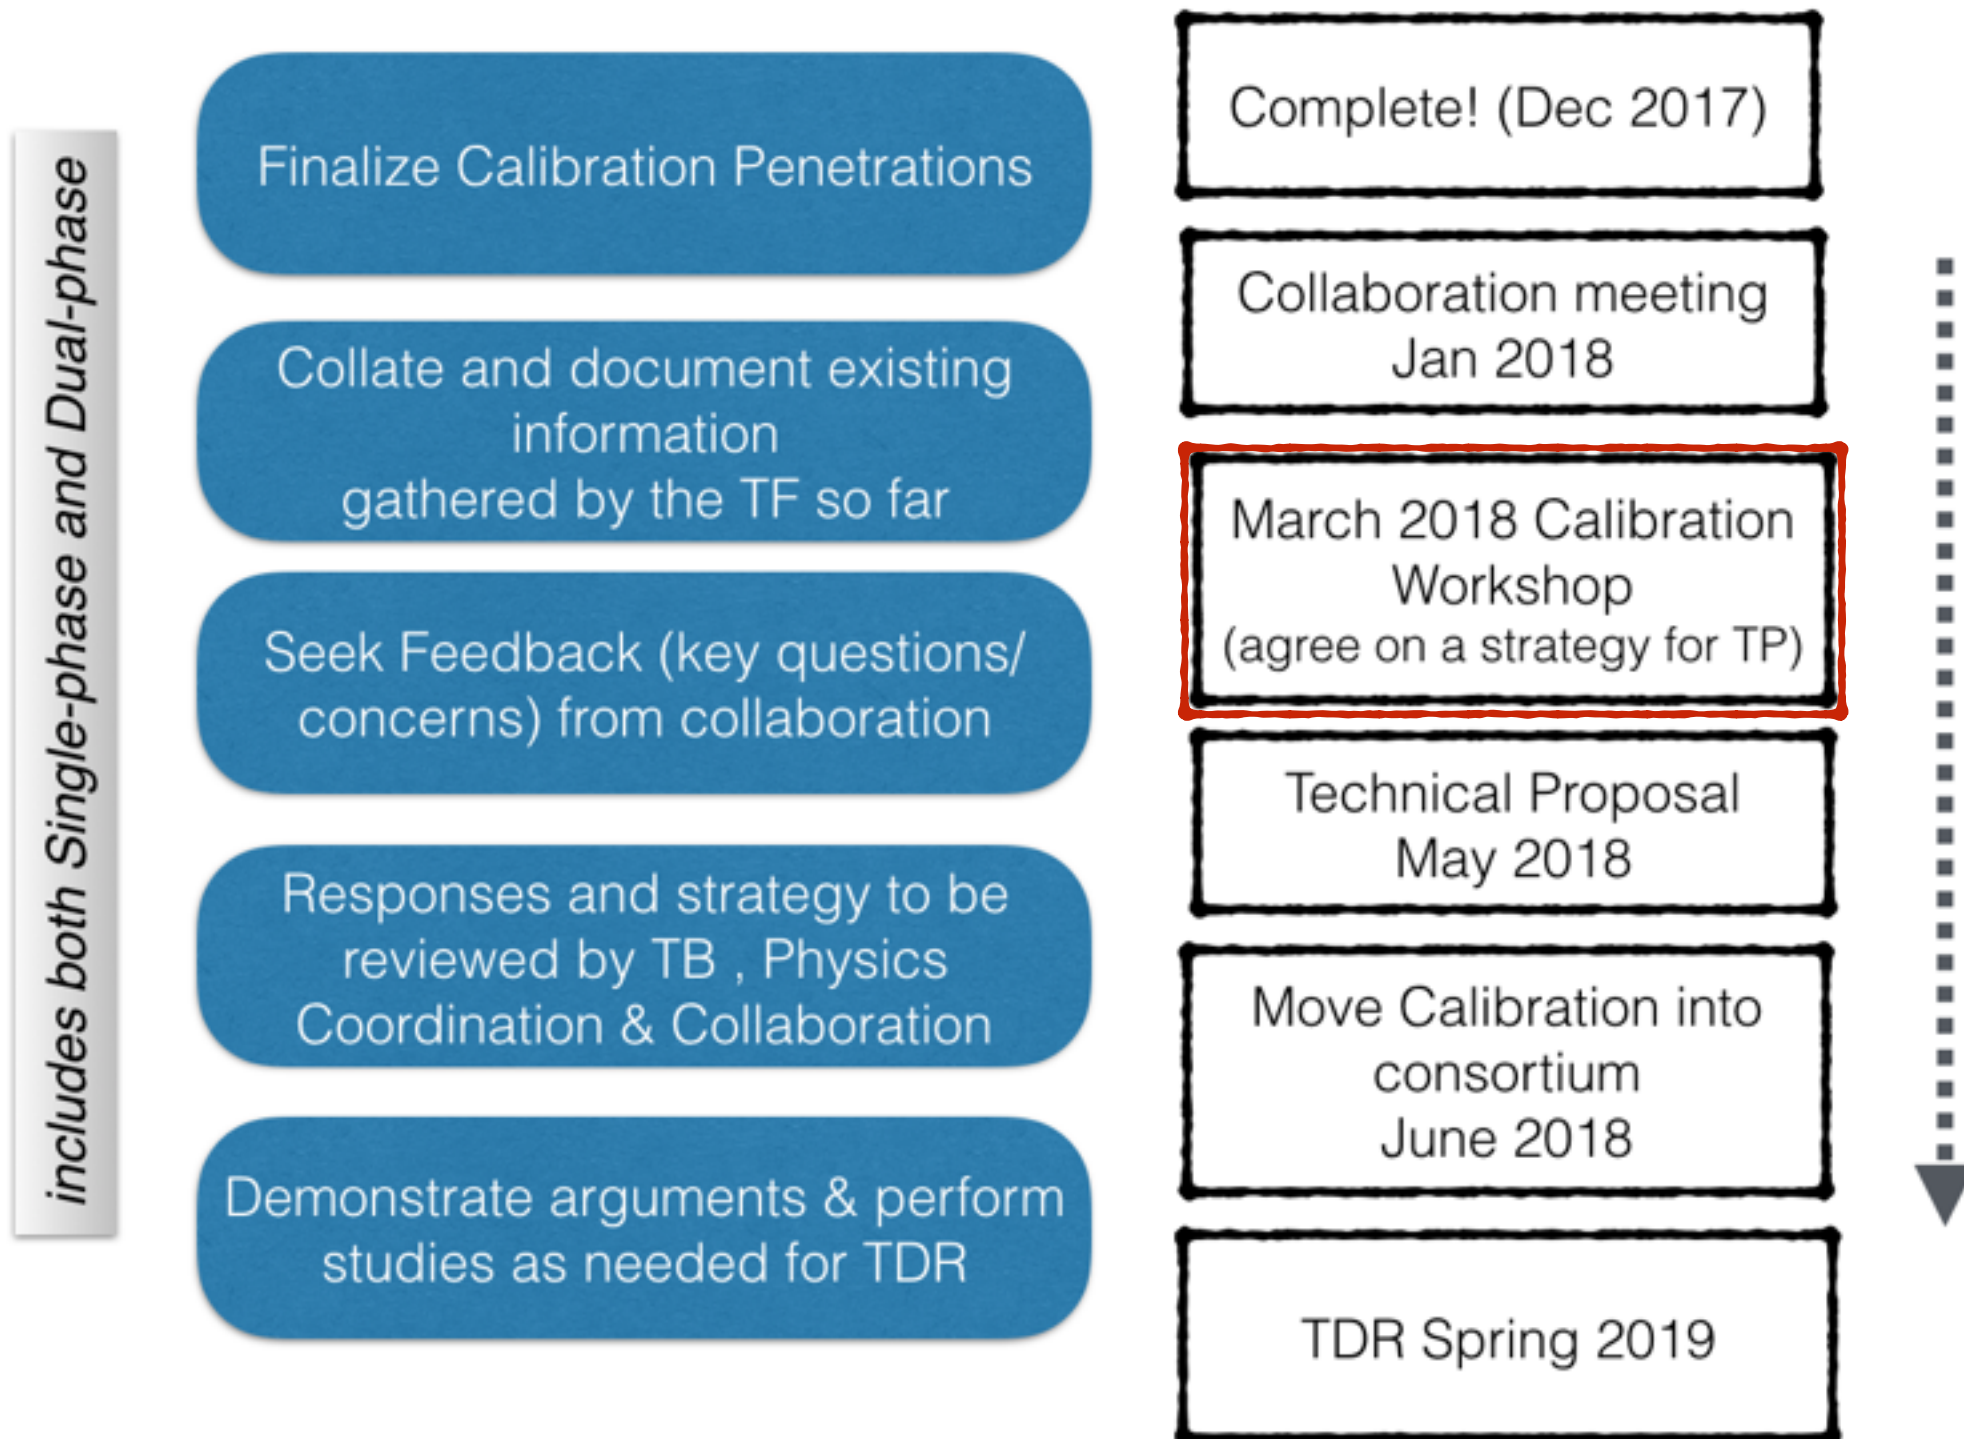 includes both Single-phase and Dual-phase
Finalize Calibration Penetrations
Collate and document existing
information
gathered by the TF so far
Seek Feedback (key questions/
concerns) from collaboration
Responses and strategy to be
reviewed by TB , Physics
Coordination & Collaboration
Demonstrate arguments & perform
studies as needed for TDR
Complete! (Dec 2017)
Collaboration meeting
Jan 2018
March 2018 Calibration
Workshop
(agree on a strategy for TP)
Technical Proposal
May 2018
Move Calibration into
consortium
June 2018
TDR Spring 2019